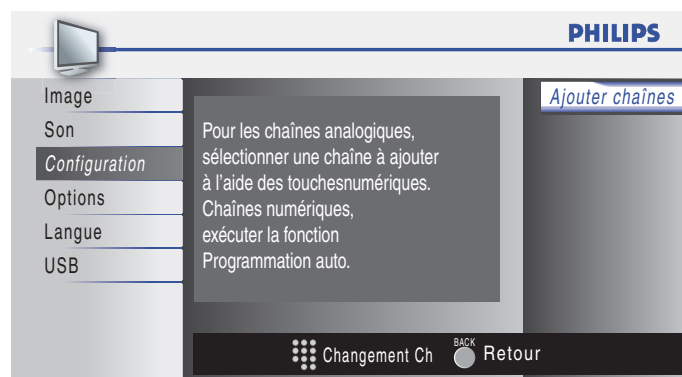 PHILIPS
Image
Son
Configuration
Options
Langue
USB
Pour les chaînes analogiques,
sélectionner une chaîne à ajouter
à l'aide des touchesnumériques.
Chaînes numériques,
exécuter la fonction
Programmation auto.
Ajouter chaînes
Changement Ch BACK Retour